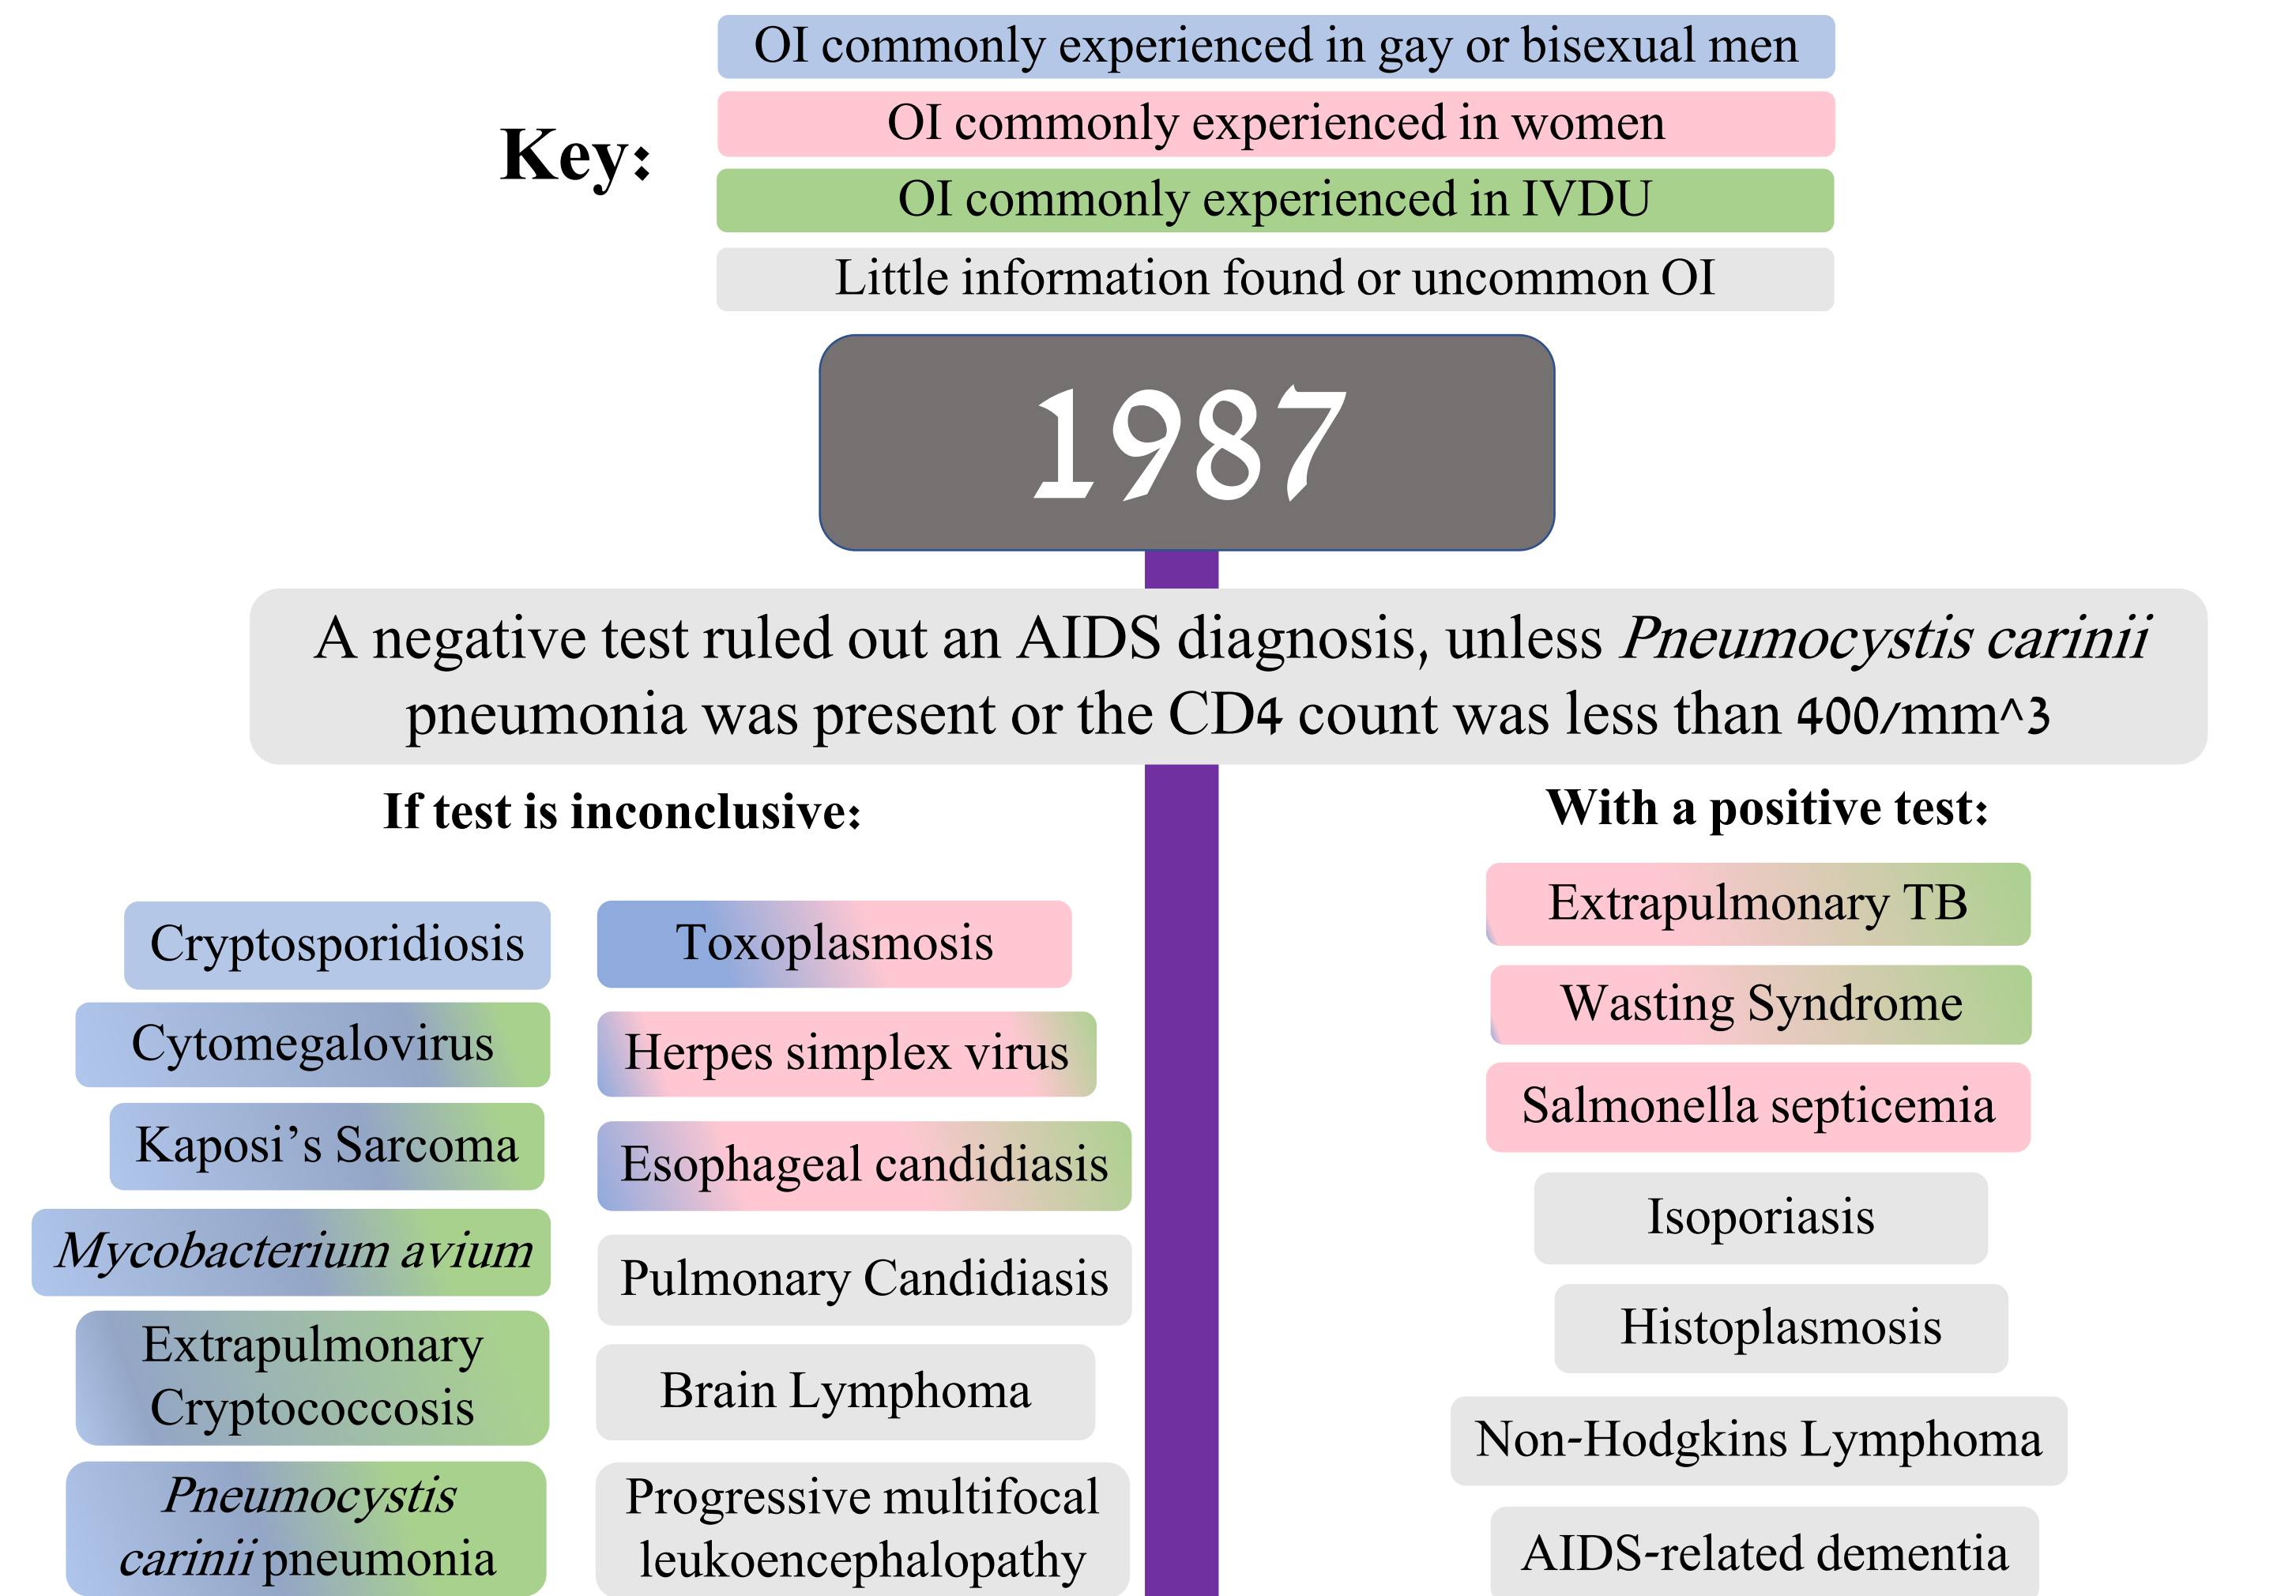 Key:
OI commonly experienced in gay or bisexual men
OI commonly experienced in women
OI commonly experienced in IVDU
Little information found or uncommon OI
1987
A negative test ruled out an AIDS diagnosis, unless Pneumocystis carinii
pneumonia was present or the CD4 count was less than 400/mm^3
If test is inconclusive:
Cryptosporidiosis
Cytomegalovirus
Kaposi’s Sarcoma
Mycobacterium avium
Extrapulmonary
Cryptococcosis
Pneumocystis
carinii pneumonia
Toxoplasmosis
Herpes simplex virus
Esophageal candidiasis
Pulmonary Candidiasis
Brain Lymphoma
Progressive multifocal
leukoencephalopathy
With a positive test:
Extrapulmonary TB
Wasting Syndrome
Salmonella septicemia
Isoporiasis
Histoplasmosis
Non-Hodgkins Lymphoma
AIDS-related dementia